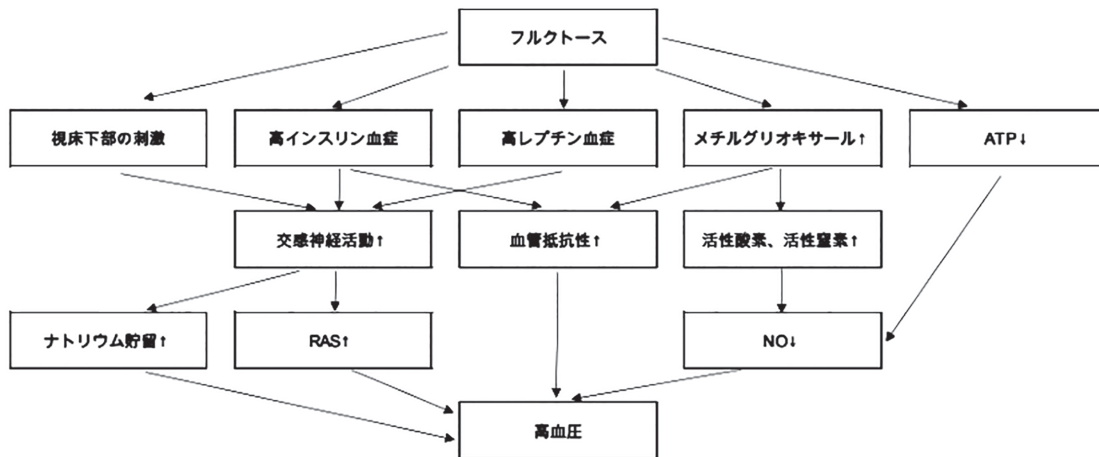 フルクトース
視床下部の刺激
高インスリン血症
高レプチン血症
メチルグリオキサール↑
ATP↓
交感神経活動↑
血管抵抗性↑
活性酸素、活性窒素↑
ナトリウム貯留↑
RAS↑
NO↓
高血圧